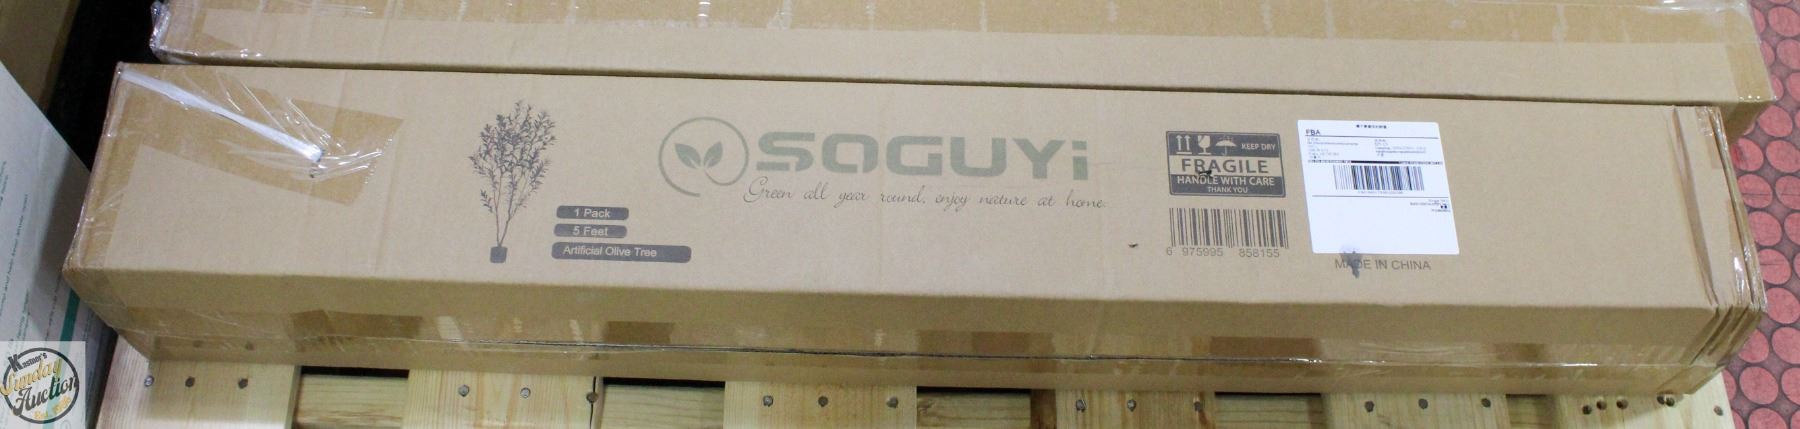 SOGUYi
Green all year round, enjoy nature at home.
1 Pack
5 Feet
Artificial Olive Tree
KEEP DRY
FRAGILE
HANDLE WITH CARE
THANK YOU
6 975995 858155
FBA
MADE IN CHINA
Kastner's
Sunday
Auction